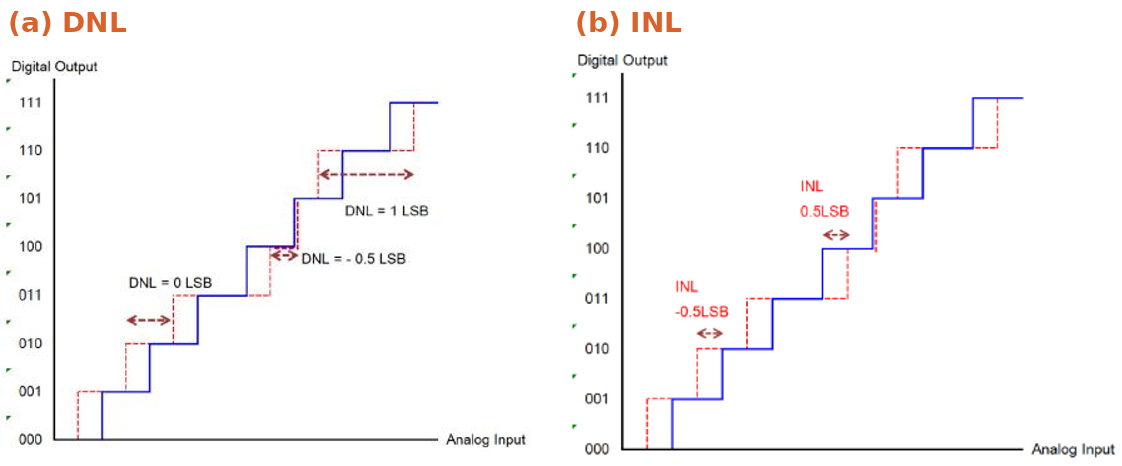 (a) DNL
Digital Output
111
110
101
DNL = 1 LSB
100
DNL = - 0.5 LSB
DNL = 0 LSB
011
010
001
000
Analog Input
(b) INL
Digital Output
111
110
INL
101
0.5LSB
100
INL
011
-0.5LSB
010
001
000
Analog Input